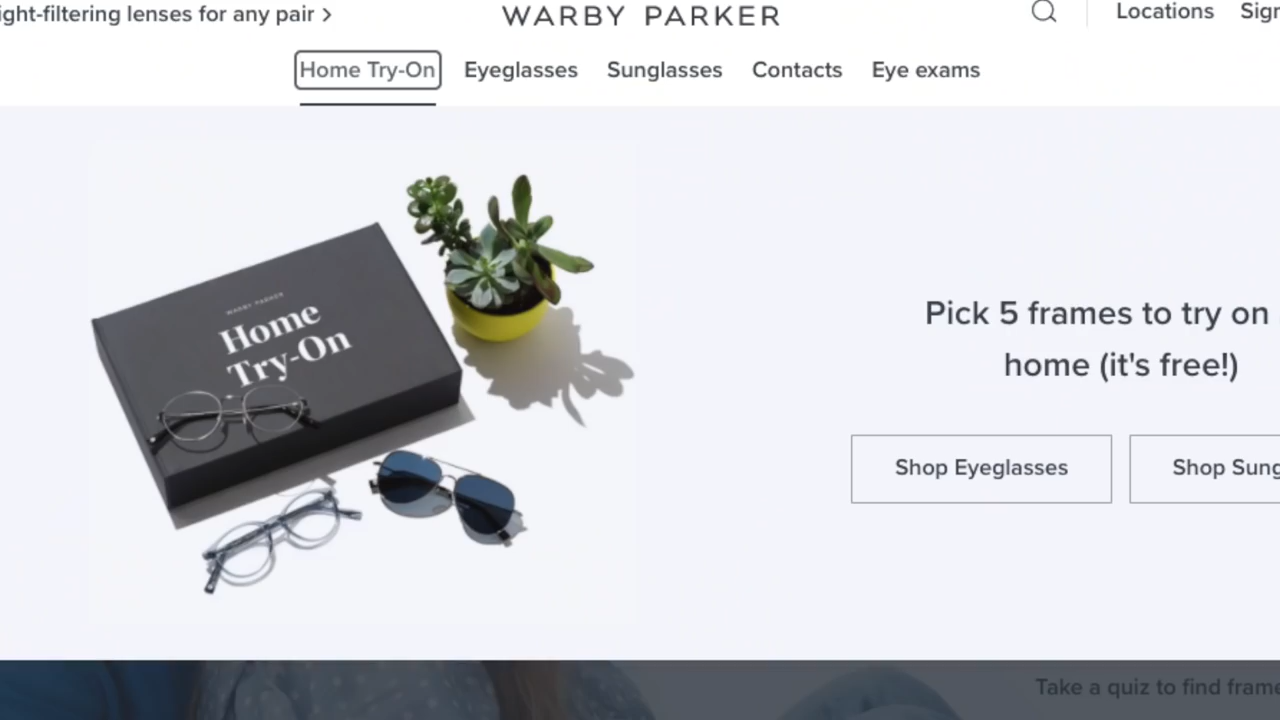 ight-filtering lenses for any pair
WARBY PARKER
Locations
Sign
Home Try-On
Eyeglasses
Sunglasses
Contacts
Eye exams
WARBY PARKER
Home
Try-On
Pick 5 frames to try on
home (it's free!)
Shop Eyeglasses
Shop Sung
Take a quiz to find frame